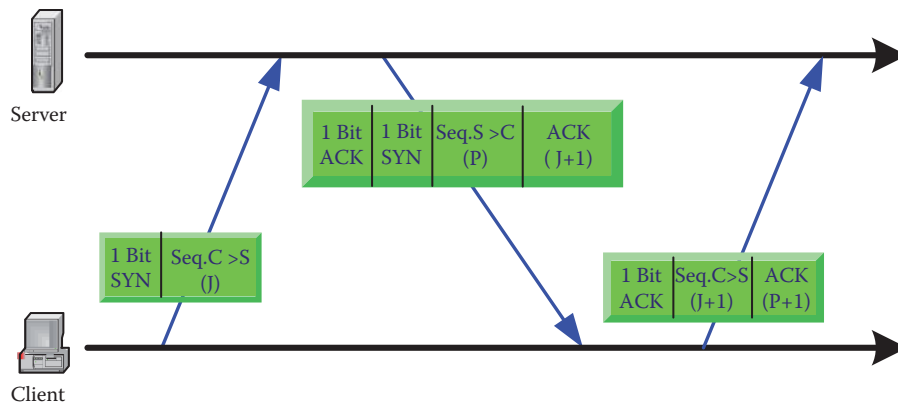 Server
1 Bit
ACK
1 Bit
SYN
Seq.S >C
(P)
ACK
( J+1)
1 Bit
SYN
Seq.C >S
(J)
1 Bit
ACK
Seq.C>S
(J+1)
ACK
(P+1)
Client